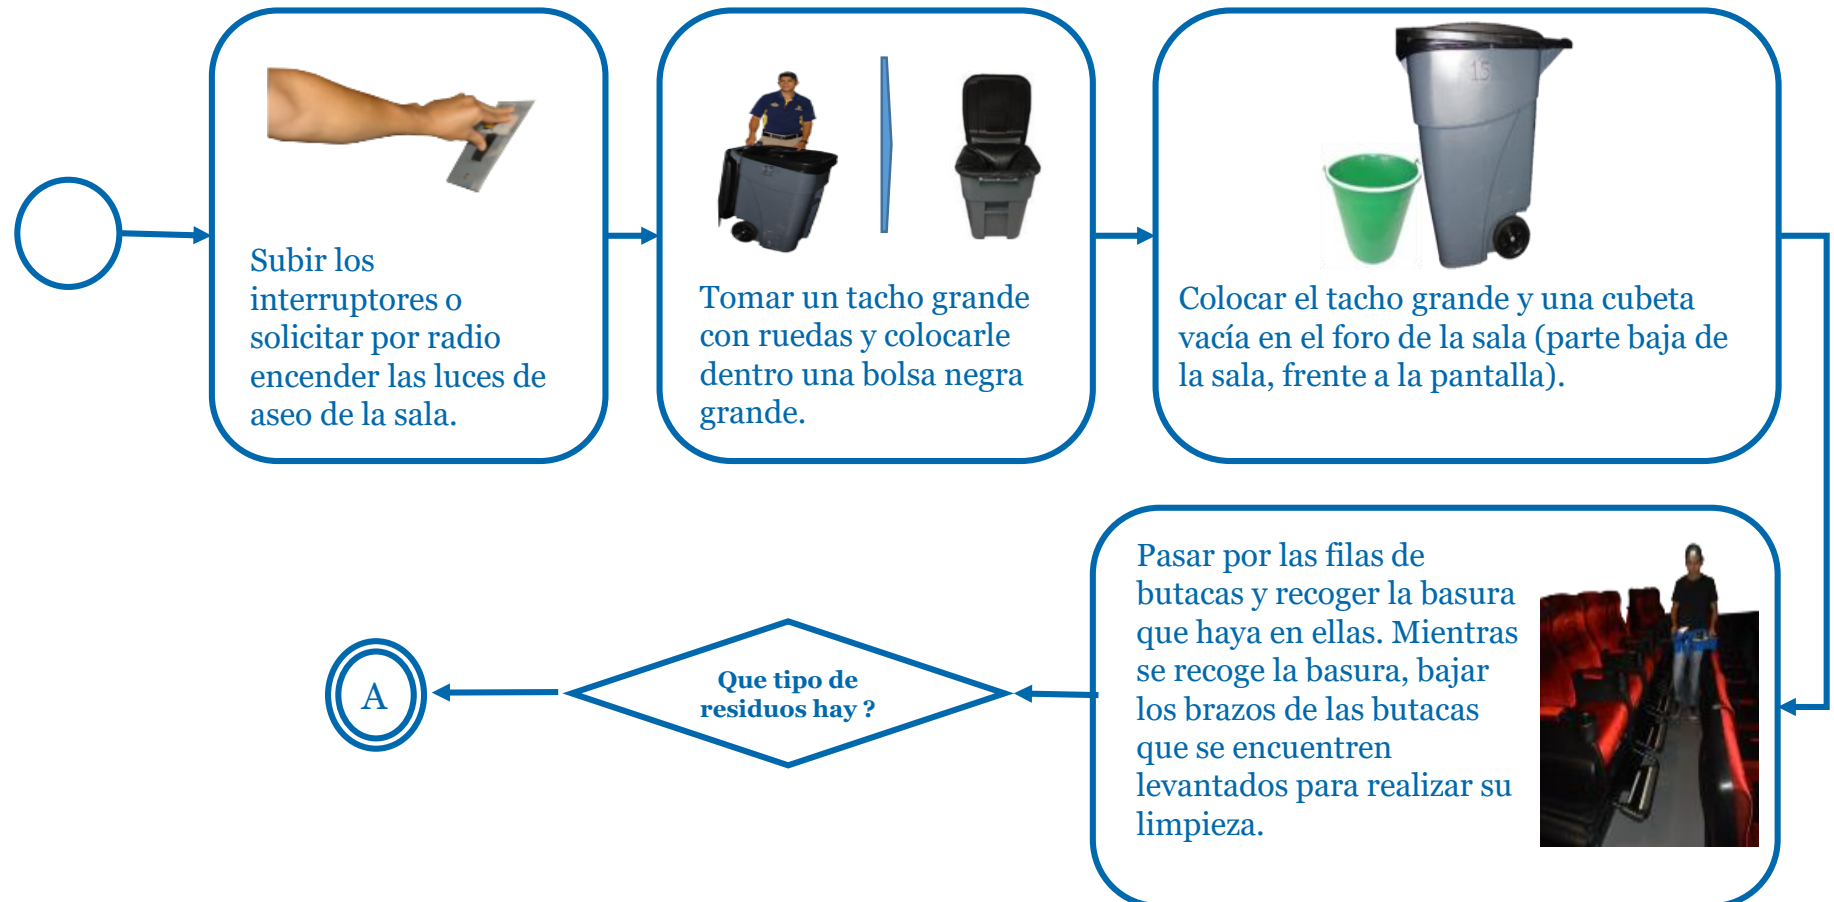 Subir los
interruptores o
solicitar por radio
encender las luces de
aseo de la sala.
Tomar un tacho grande
con ruedas y colocarle
dentro una bolsa negra
grande.
15
Colocar el tacho grande y una cubeta
vacía en el foro de la sala (parte baja de
la sala, frente a la pantalla).
Pasar por las filas de
butacas y recoger la basura
que haya en ellas. Mientras
se recoge la basura, bajar
los brazos de las butacas
que se encuentren
levantados para realizar su
limpieza.
Que tipo de
residuos hay ?
A